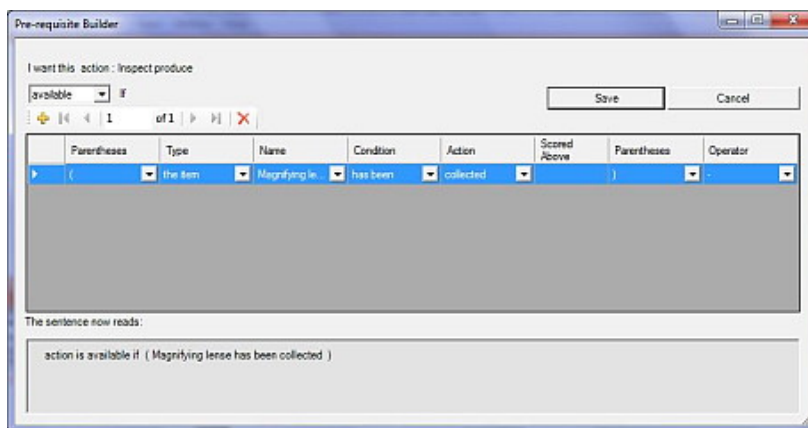 Pre-requisite Builder
I want this action : Inspect produce
available if
Save Cancel
1 of 1
Parentheses Type Name Condition Action Scored Above Parentheses Operator
( the item Magnifying le... has been collected ) -
The sentence now reads:
action is available if ( Magnifying lense has been collected )